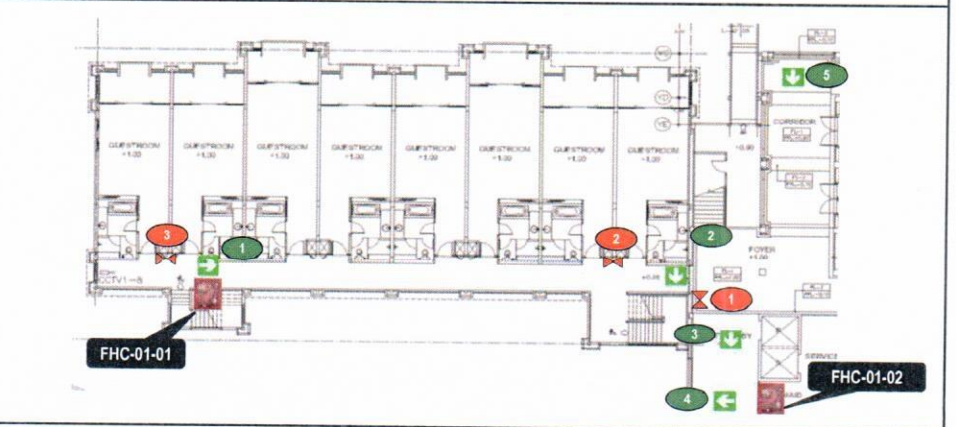 5
CORRIDOR
GUESTROOM GUESTROOM GUESTROOM GUESTROOM GUESTROOM GUESTROOM GUESTROOM GUESTROOM
+1.00 +1.00 +1.00 +1.00 +1.00 +1.00 +1.00 +1.00
3 1 2 2
FOYER
+1.00
CCTV1-8
1
3
FHC-01-01
SERVICE
FHC-01-02
4
MAID